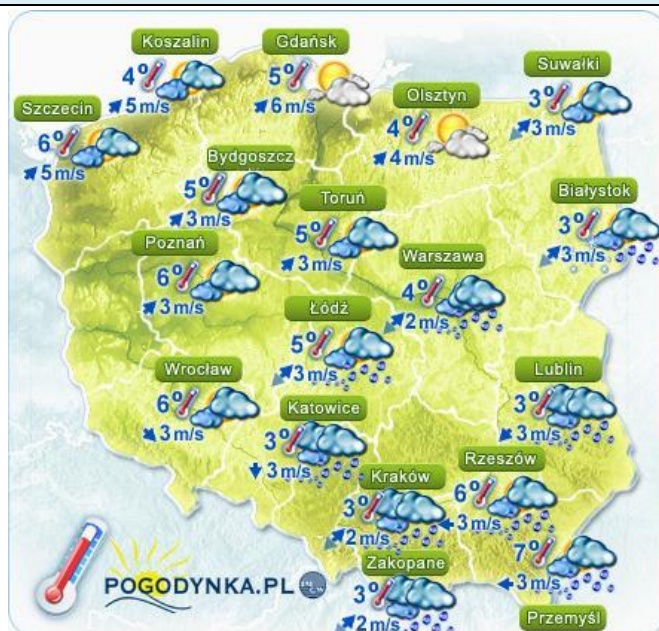 Koszalin
4°
5 m/s
Gdańsk
5°
6 m/s
Suwałki
3°
3 m/s
Szczecin
6°
5 m/s
Olsztyn
4°
4 m/s
Bydgoszcz
5°
3 m/s
Toruń
5°
3 m/s
Białystok
3°
3 m/s
Poznań
6°
3 m/s
Warszawa
4°
2 m/s
Łódź
5°
3 m/s
Wrocław
6°
3 m/s
Lublin
3°
3 m/s
Katowice
3°
3 m/s
Kraków
3°
2 m/s
Rzeszów
6°
3 m/s
Zakopane
3°
2 m/s
7°
3 m/s
Przemyśl
POGODYNKA.PL